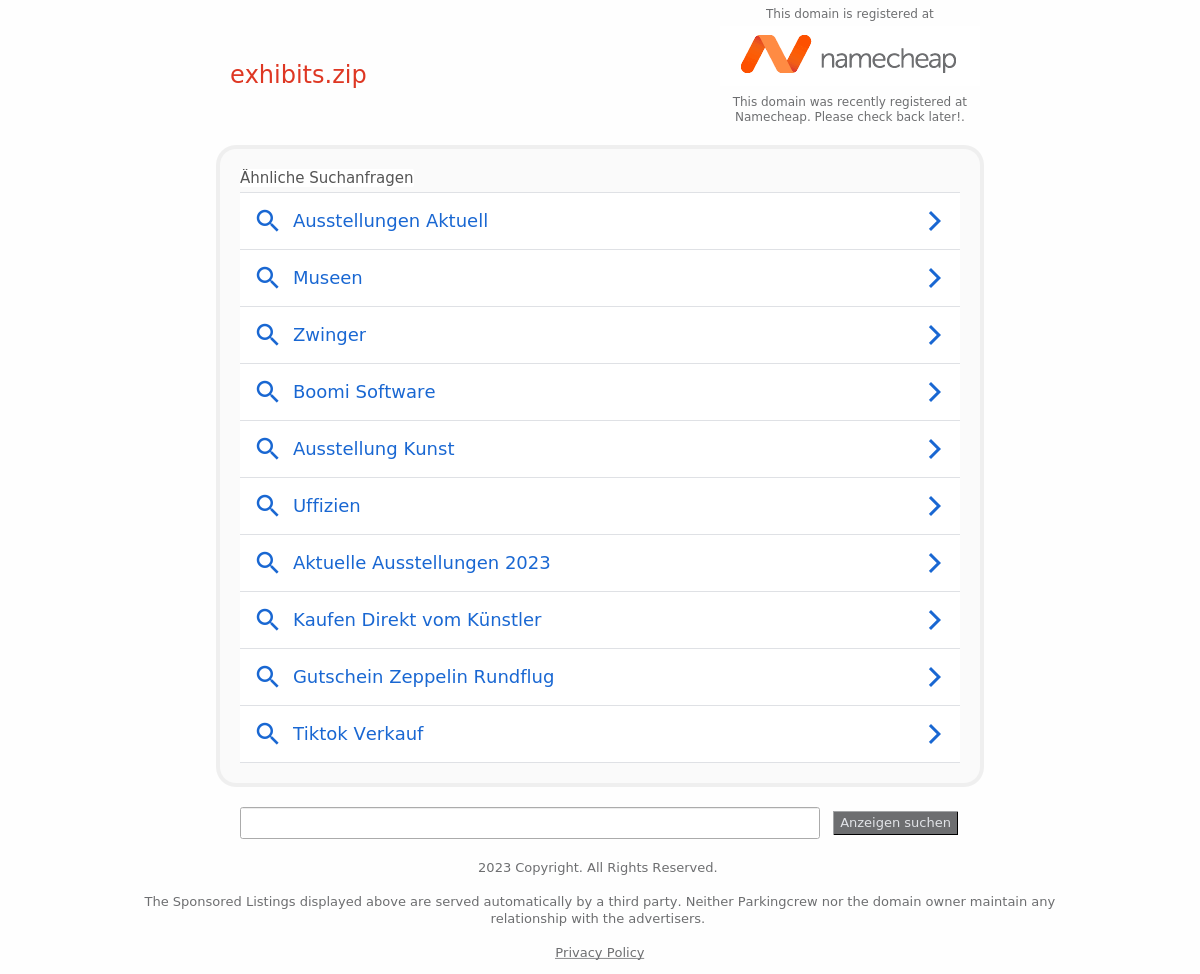 This domain is registered at
namecheap
exhibits.zip
This domain was recently registered at
Namecheap. Please check back later!.
Ähnliche Suchanfragen
Ausstellungen Aktuell
Museen
Zwinger
Boomi Software
Ausstellung Kunst
Uffizien
Aktuelle Ausstellungen 2023
Kaufen Direkt vom Künstler
Gutschein Zeppelin Rundflug
Tiktok Verkauf
Anzeigen suchen
2023 Copyright. All Rights Reserved.
The Sponsored Listings displayed above are served automatically by a third party. Neither Parkingcrew nor the domain owner maintain any
relationship with the advertisers.
Privacy Policy